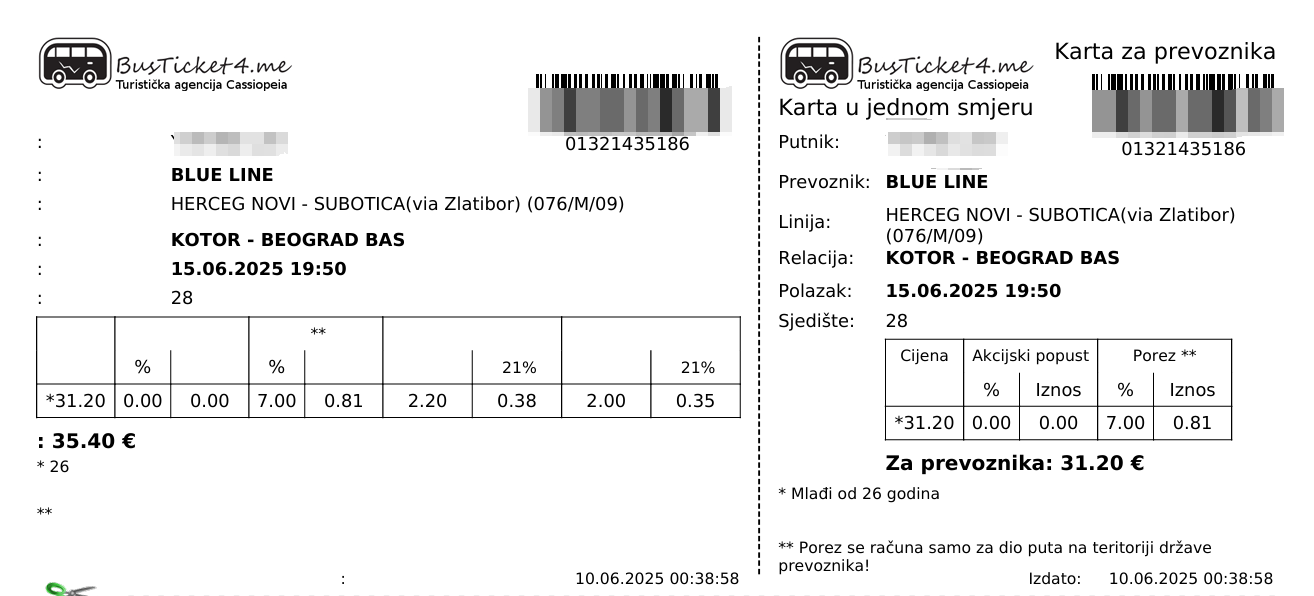 BusTicket4.me
Turistička agencija Cassiopeia
01321435186
:
: BLUE LINE
: HERCEG NOVI - SUBOTICA(via Zlatibor) (076/M/09)
: KOTOR - BEOGRAD BAS
: 15.06.2025 19:50
: 28
**
% % 21% 21%
*31.20 0.00 0.00 7.00 0.81 2.20 0.38 2.00 0.35
: 35.40 €
* 26
**
: 10.06.2025 00:38:58
BusTicket4.me
Turistička agencija Cassiopeia
Karta za prevoznika
Karta u jednom smjeru
01321435186
Putnik:
Prevoznik: BLUE LINE
Linija: HERCEG NOVI - SUBOTICA(via Zlatibor)
(076/M/09)
Relacija: KOTOR - BEOGRAD BAS
Polazak: 15.06.2025 19:50
Sjedište: 28
Cijena Akcijski popust Porez **
% Iznos % Iznos
*31.20 0.00 0.00 7.00 0.81
Za prevoznika: 31.20 €
* Mlađi od 26 godina
** Porez se računa samo za dio puta na teritoriji države
prevoznika!
Izdato: 10.06.2025 00:38:58